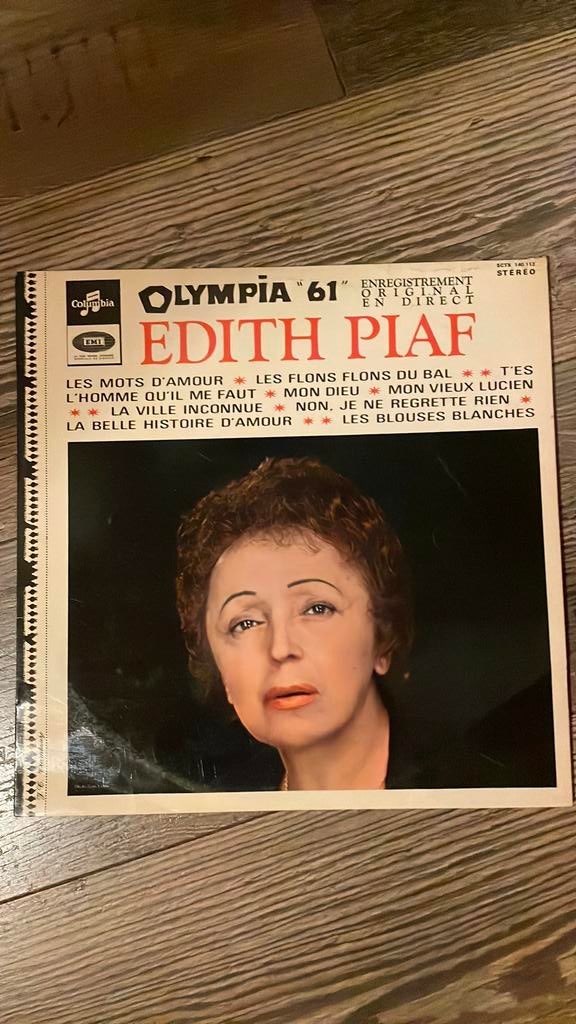 SCTX 140.113
STÉRÉO
Columbia
EMI
OLYMPIA "61"
ENREGISTREMENT
ORIGINAL
EN DIRECT
EDITH PIAF
LES MOTS D'AMOUR * LES FLONS FLONS DU BAL * * T'ES
L'HOMME QU'IL ME FAUT * MON DIEU * MON VIEUX LUCIEN
* * LA VILLE INCONNUE * NON, JE NE REGRETTE RIEN *
LA BELLE HISTOIRE D'AMOUR * * LES BLOUSES BLANCHES